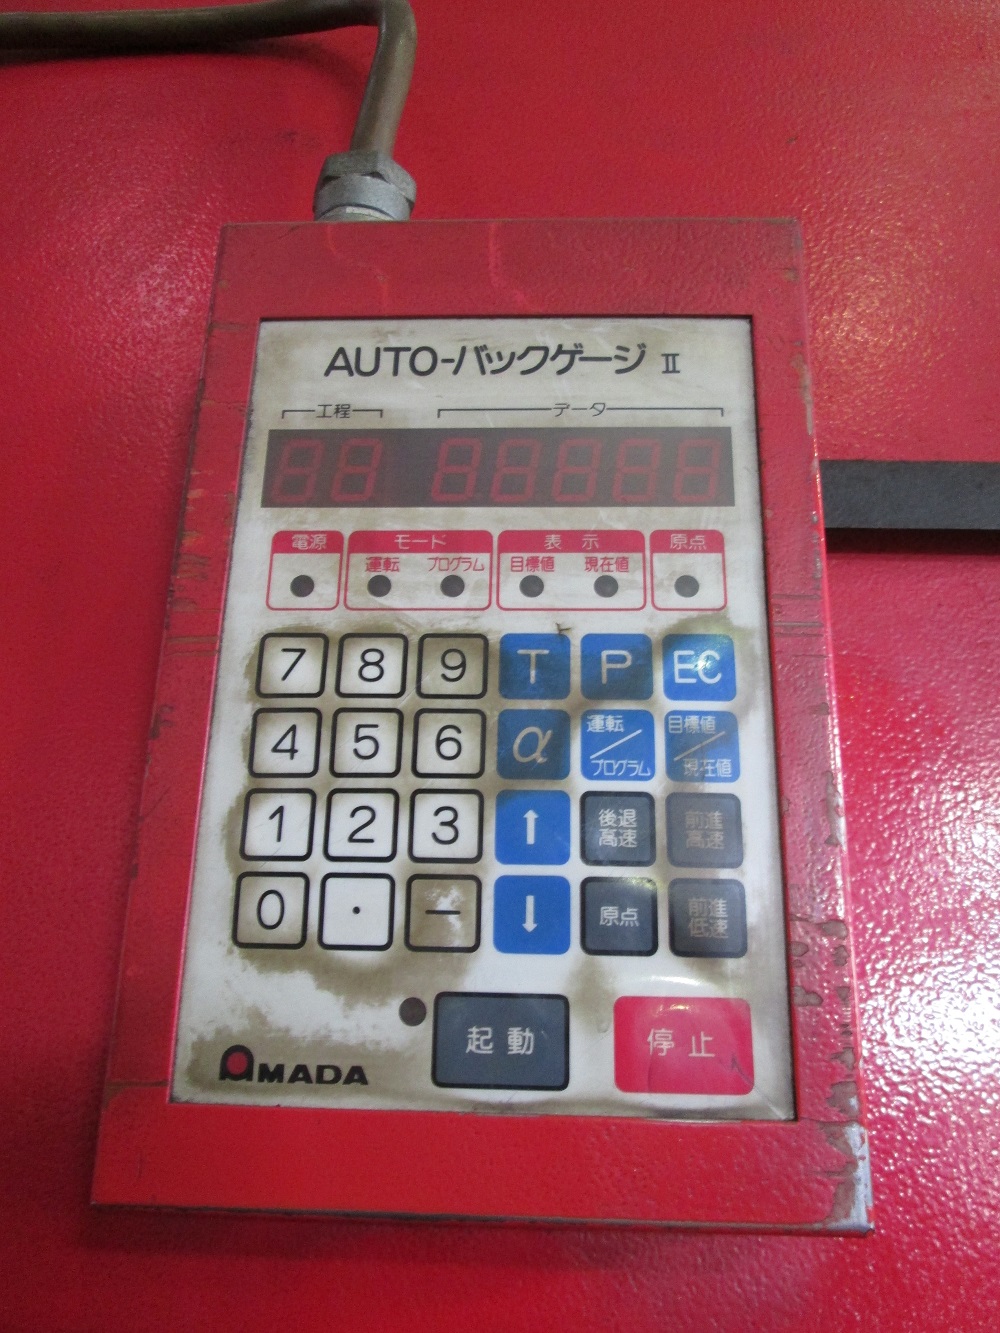 AUTO-バックゲージ II
工程 データ
88 88888
電源 モード 表示 原点
運転 プログラム 目標値 現在値
7 8 9 T P EC
4 5 6 α 運転/プログラム 目標値/現在値
1 2 3 ↑ 後退高速 前進高速
0 . − ↓ 原点 前進低速
起動 停止
AMADA